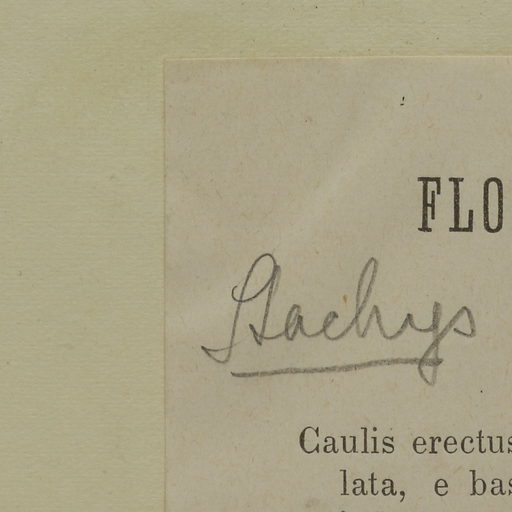 FLO
Stachys
Caulis erectus
lata, e bas